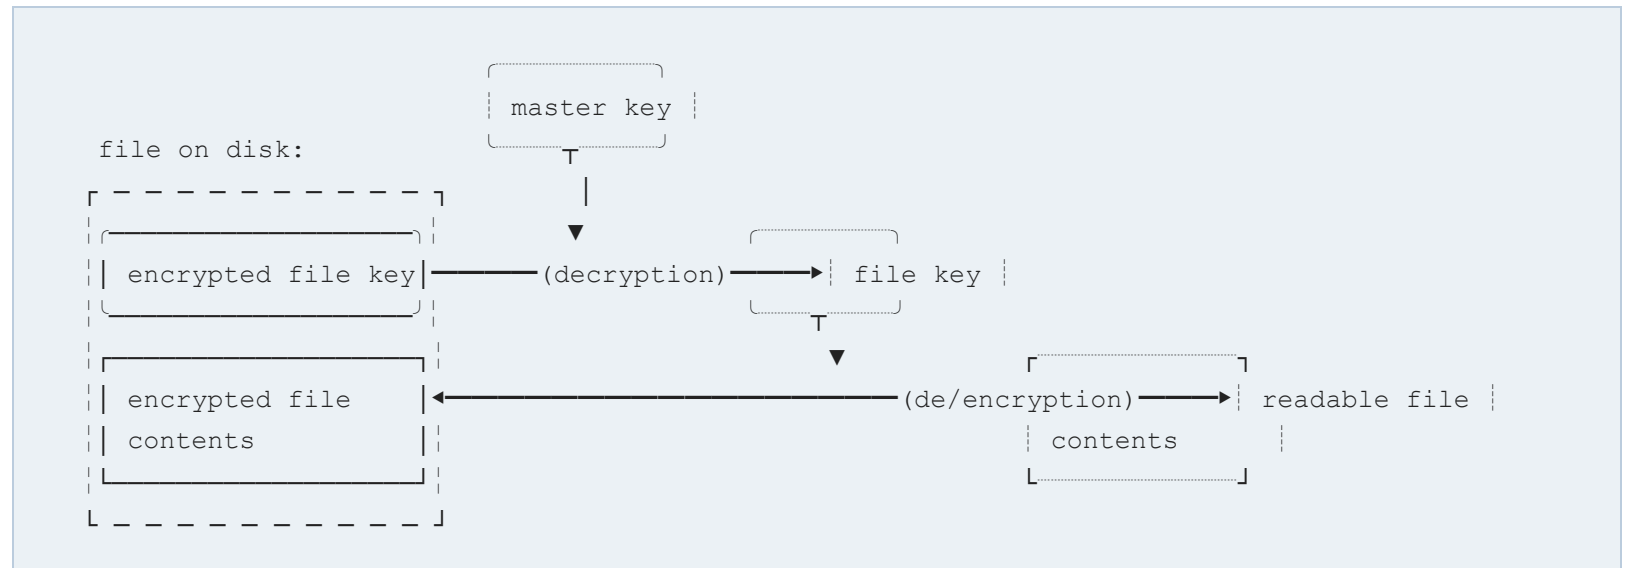 master key
file on disk:
encrypted file key (decryption) file key
encrypted file (de/encryption) readable file
contents contents